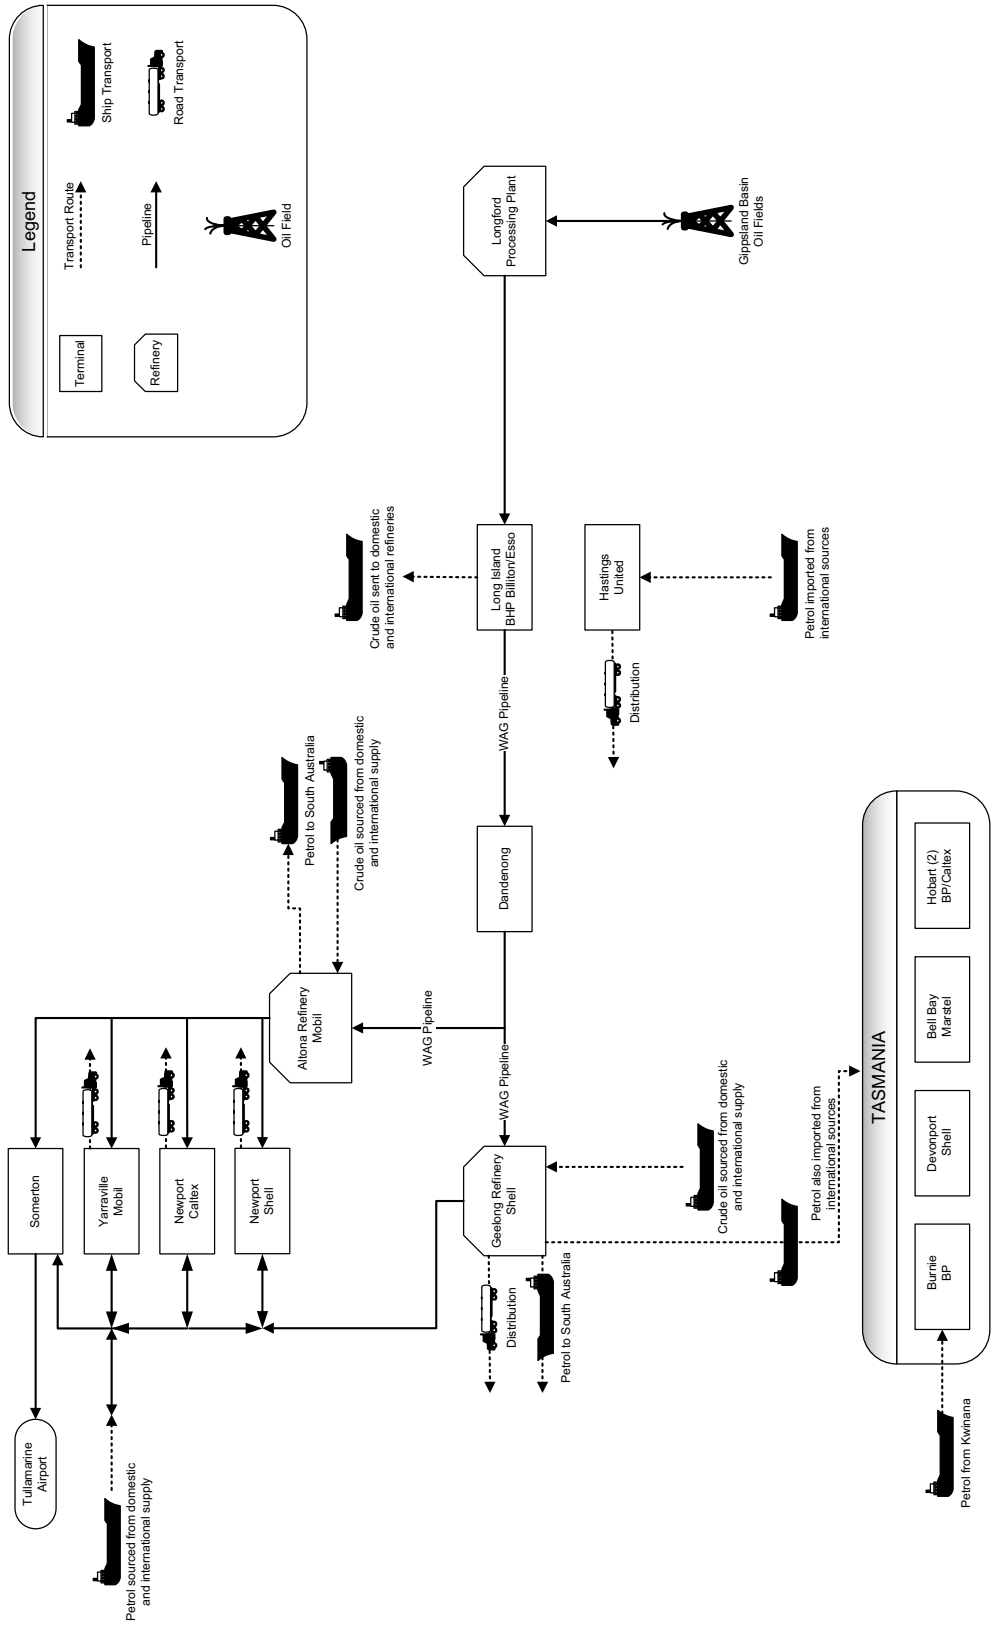 Legend
Terminal
Refinery
Transport Route
Pipeline
Oil Field
Ship Transport
Road Transport
Tullamarine
Airport
Petrol sourced from domestic
and international supply
Somerton
Yarraville
Mobil
Newport
Caltex
Newport
Shell
Altona Refinery
Mobil
Petrol to South Australia
Crude oil sourced from domestic
and international supply
WAG Pipeline
Geelong Refinery
Shell
WAG Pipeline
Dandenong
WAG Pipeline
Long Island
BHP Billiton/Esso
Crude oil sent to domestic
and international refineries
Longford
Processing Plant
Gippsland Basin
Oil Fields
Distribution
Petrol to South Australia
Crude oil sourced from domestic
and international supply
Distribution
Hastings
United
Petrol imported from
international sources
Petrol also imported from
international sources
TASMANIA
Burnie
BP
Devonport
Shell
Bell Bay
Marstel
Hobart (2)
BP/Caltex
Petrol from Kwinana